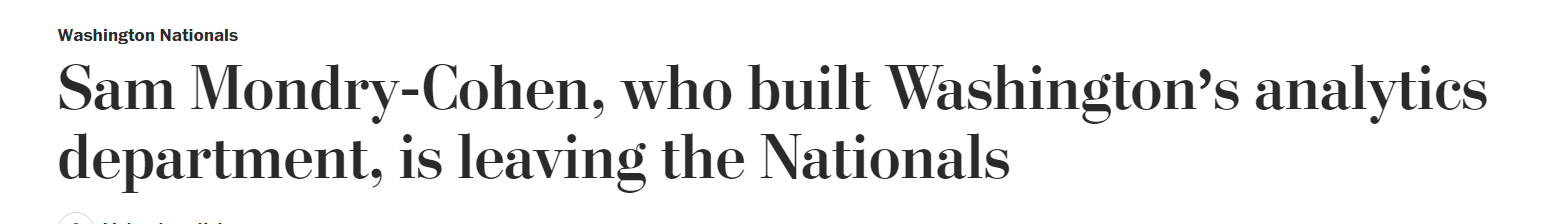 Washington Nationals
Sam Mondry-Cohen, who built Washington’s analytics
department, is leaving the Nationals